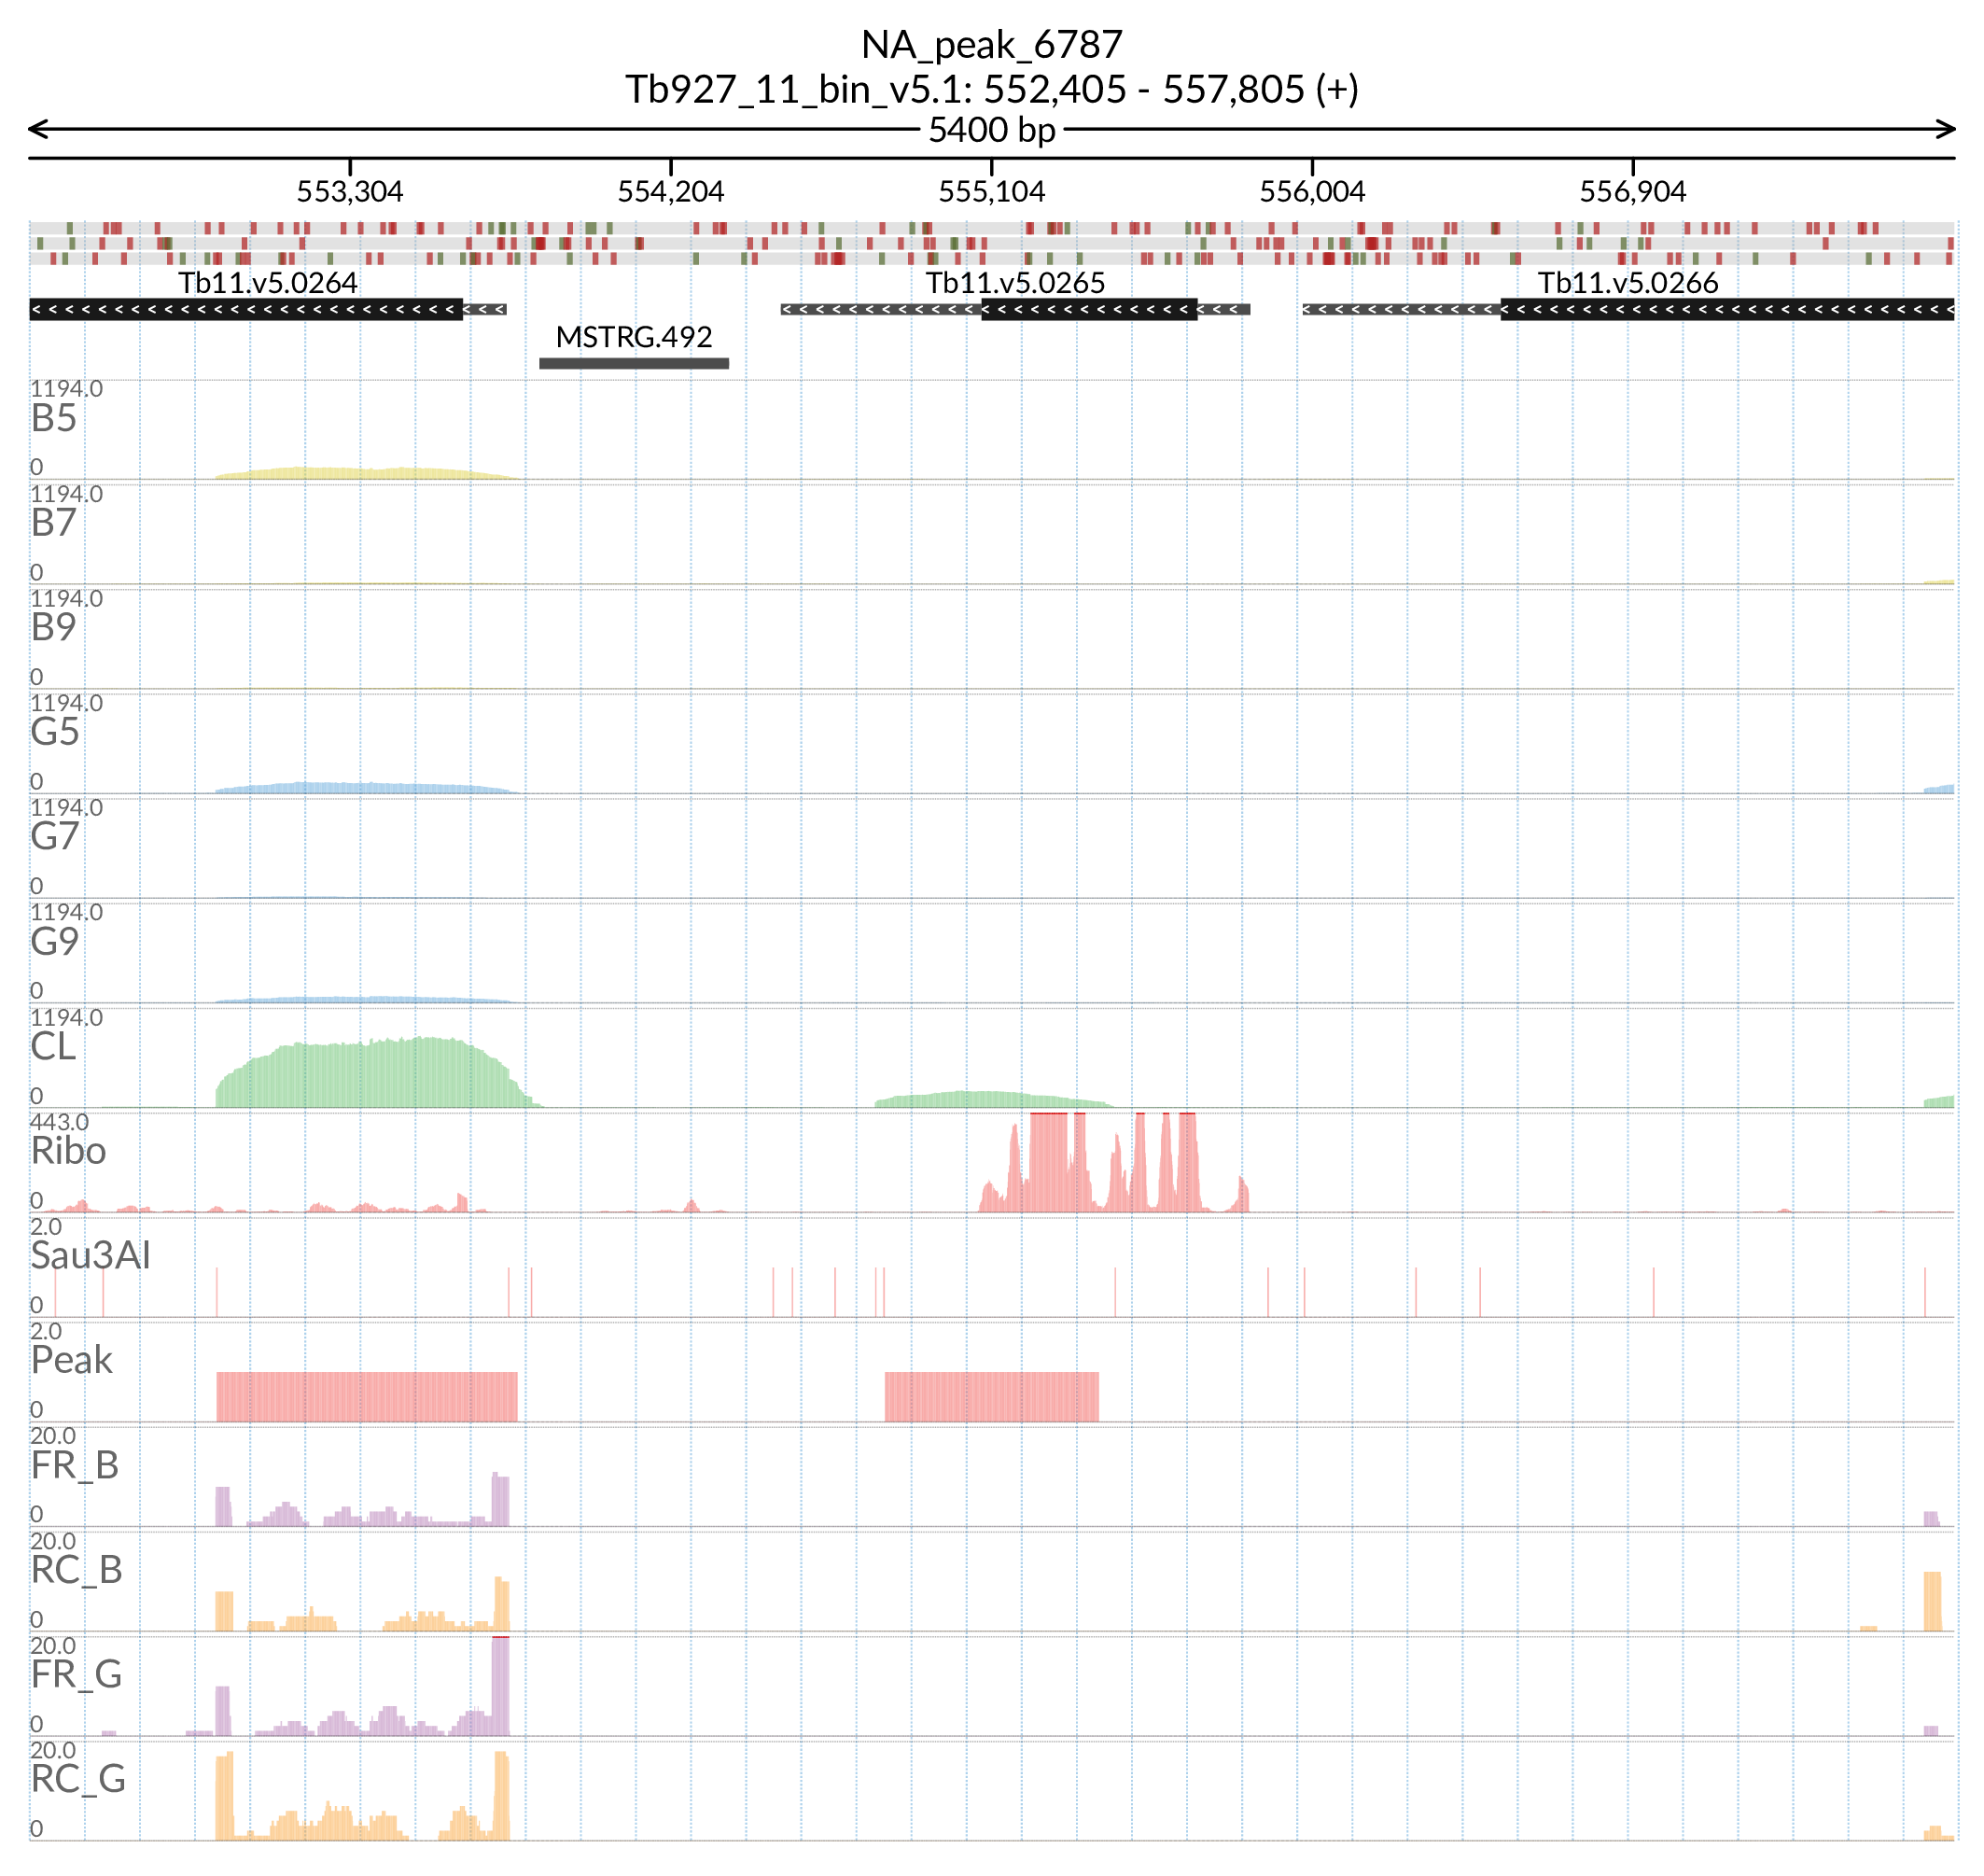 NA_peak_6787
Tb927_11_bin_v5.1: 552,405 - 557,805 (+)
5400 bp
553,304 554,204 555,104 556,004 556,904
Tb11.v5.0264 Tb11.v5.0265 Tb11.v5.0266
MSTRG.492
1194.0
B5
0
1194.0
B7
0
1194.0
B9
0
1194.0
G5
0
1194.0
G7
0
1194.0
G9
0
1194.0
CL
0
443.0
Ribo
0
2.0
Sau3AI
0
2.0
Peak
0
20.0
FR_B
0
20.0
RC_B
0
20.0
FR_G
0
20.0
RC_G
0